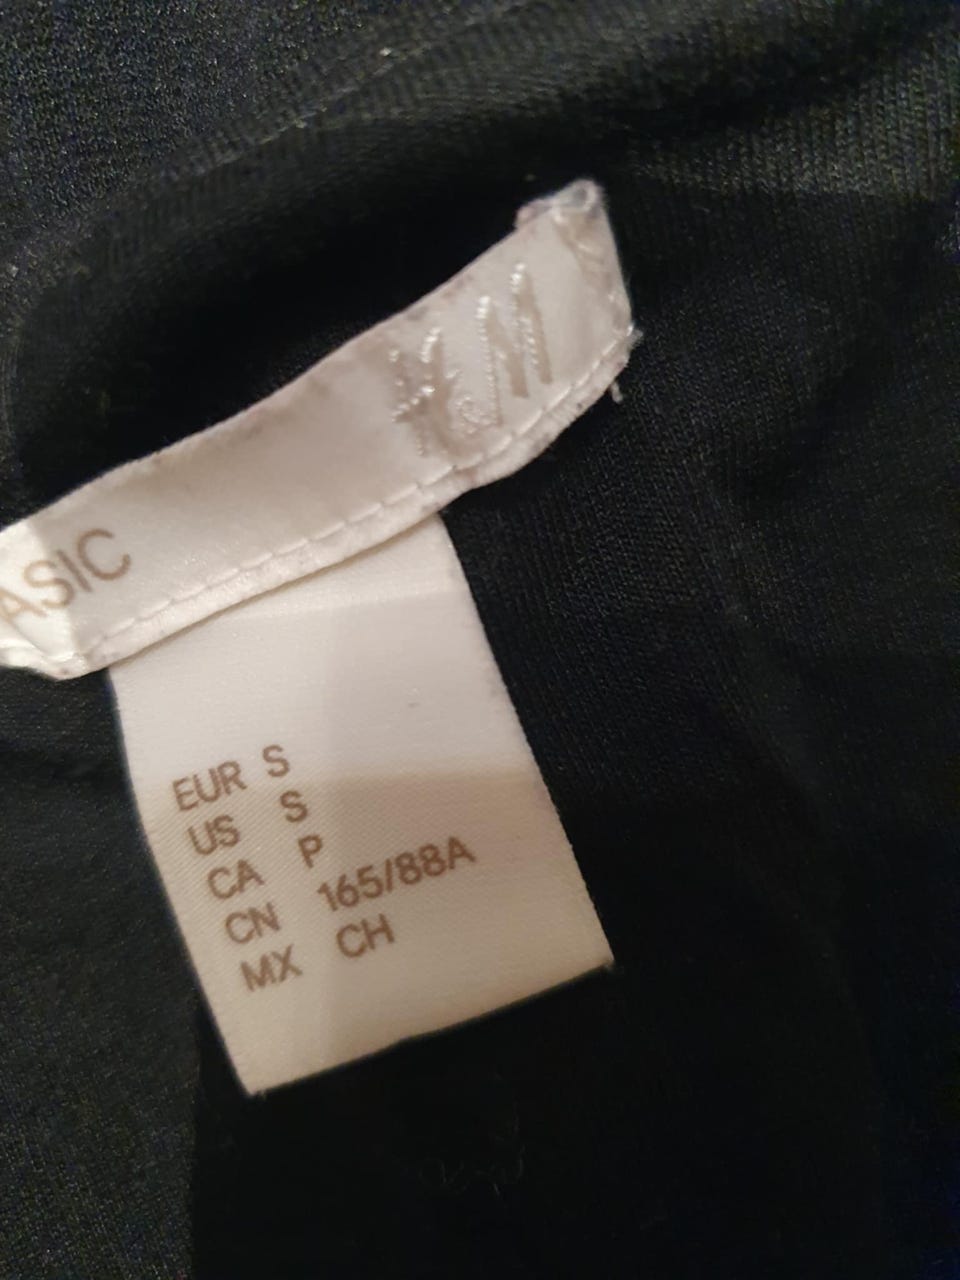 H&M
ASIC
EUR S
US S
CA P
CN 165/88A
MX CH